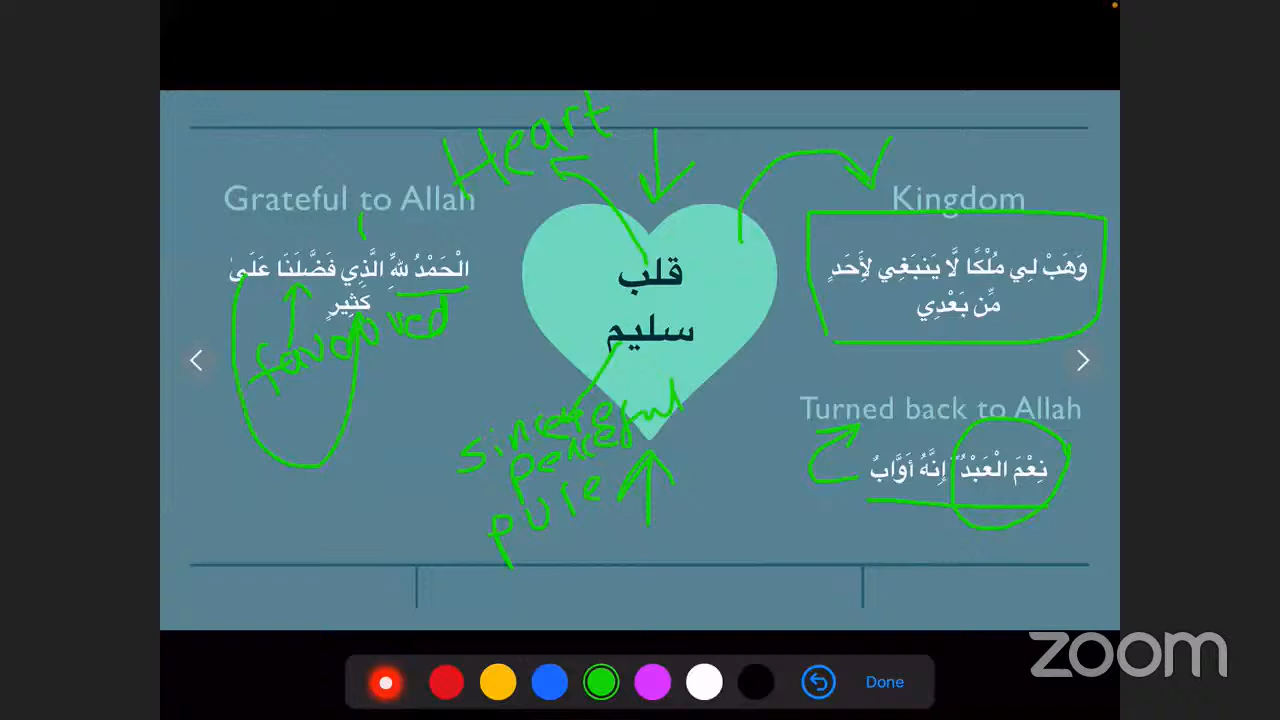 Heart
Grateful to Allah
Kingdom
الْحَمْدُ لِلَّهِ الَّذِي فَضَّلَنَا عَلَىٰ
كَثِيرٍ
favoured
قلب
سليم
وَهَبْ لِي مُلْكًا لَّا يَنبَغِي لِأَحَدٍ
مِّن بَعْدِي
Turned back to Allah
نِعْمَ الْعَبْدُ ۖ إِنَّهُ أَوَّابٌ
sincere
peaceful
pure
zoom
Done